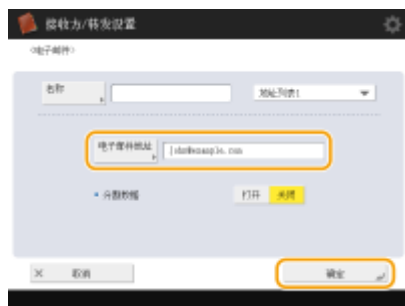 接收方/转发设置
<电子邮件>
名称
地址列表1
电子邮件地址
john@example.com
分割数据
打开 关闭
× 取消
确定